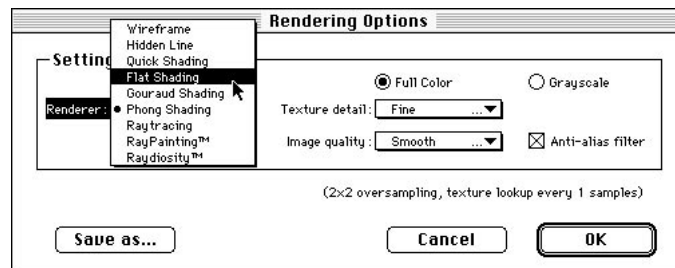 Rendering Options
Setting
Wireframe
Hidden Line
Quick Shading
Flat Shading
Gouraud Shading
Renderer: • Phong Shading
Raytracing
RayPainting™
Raydiosity™
Full Color
Grayscale
Texture detail: Fine ...▼
Image quality: Smooth ...▼
Anti-alias filter
(2x2 oversampling, texture lookup every 1 samples)
Save as...
Cancel
OK